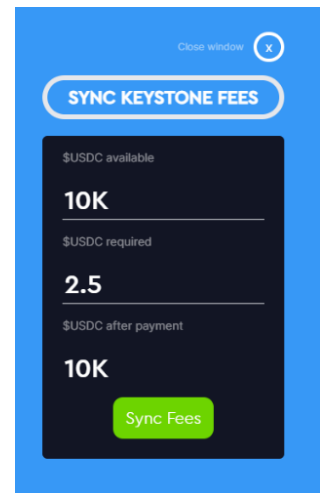 Close window x
SYNC KEYSTONE FEES
$USDC available
10K
$USDC required
2.5
$USDC after payment
10K
Sync Fees